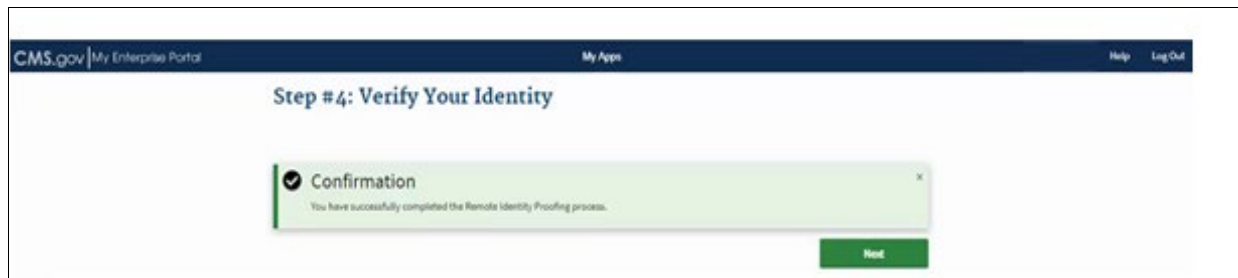 CMS.gov My Enterprise Portal My Apps Help Log Out
Step #4: Verify Your Identity
Confirmation
You have successfully completed the Remote Identity Proofing process.
Next